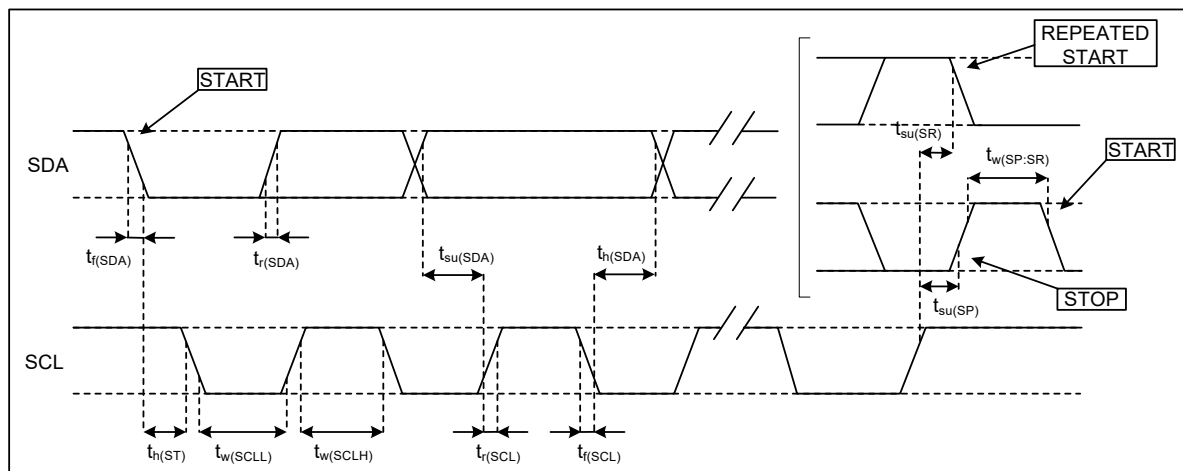 REPEATED
START
START
t_su(SR)
t_w(SP:SR)
START
SDA
t_f(SDA)
t_r(SDA)
t_su(SDA)
t_h(SDA)
t_su(SP)
STOP
SCL
t_h(ST)
t_w(SCLL)
t_w(SCLH)
t_r(SCL)
t_f(SCL)